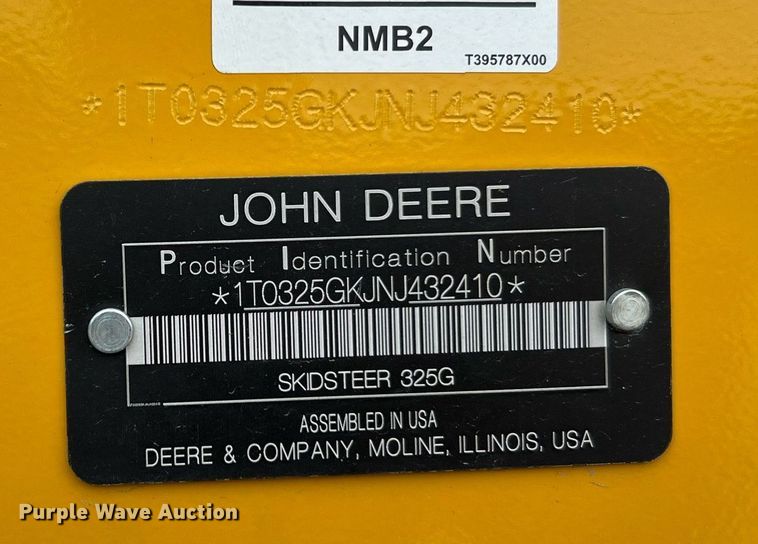 NMB2
T395787X00
*1T0325GKJNJ432410*
JOHN DEERE
Product Identification Number
*1T0325GKJNJ432410*
SKIDSTEER 325G
ASSEMBLED IN USA
DEERE & COMPANY, MOLINE, ILLINOIS, USA
Purple Wave Auction